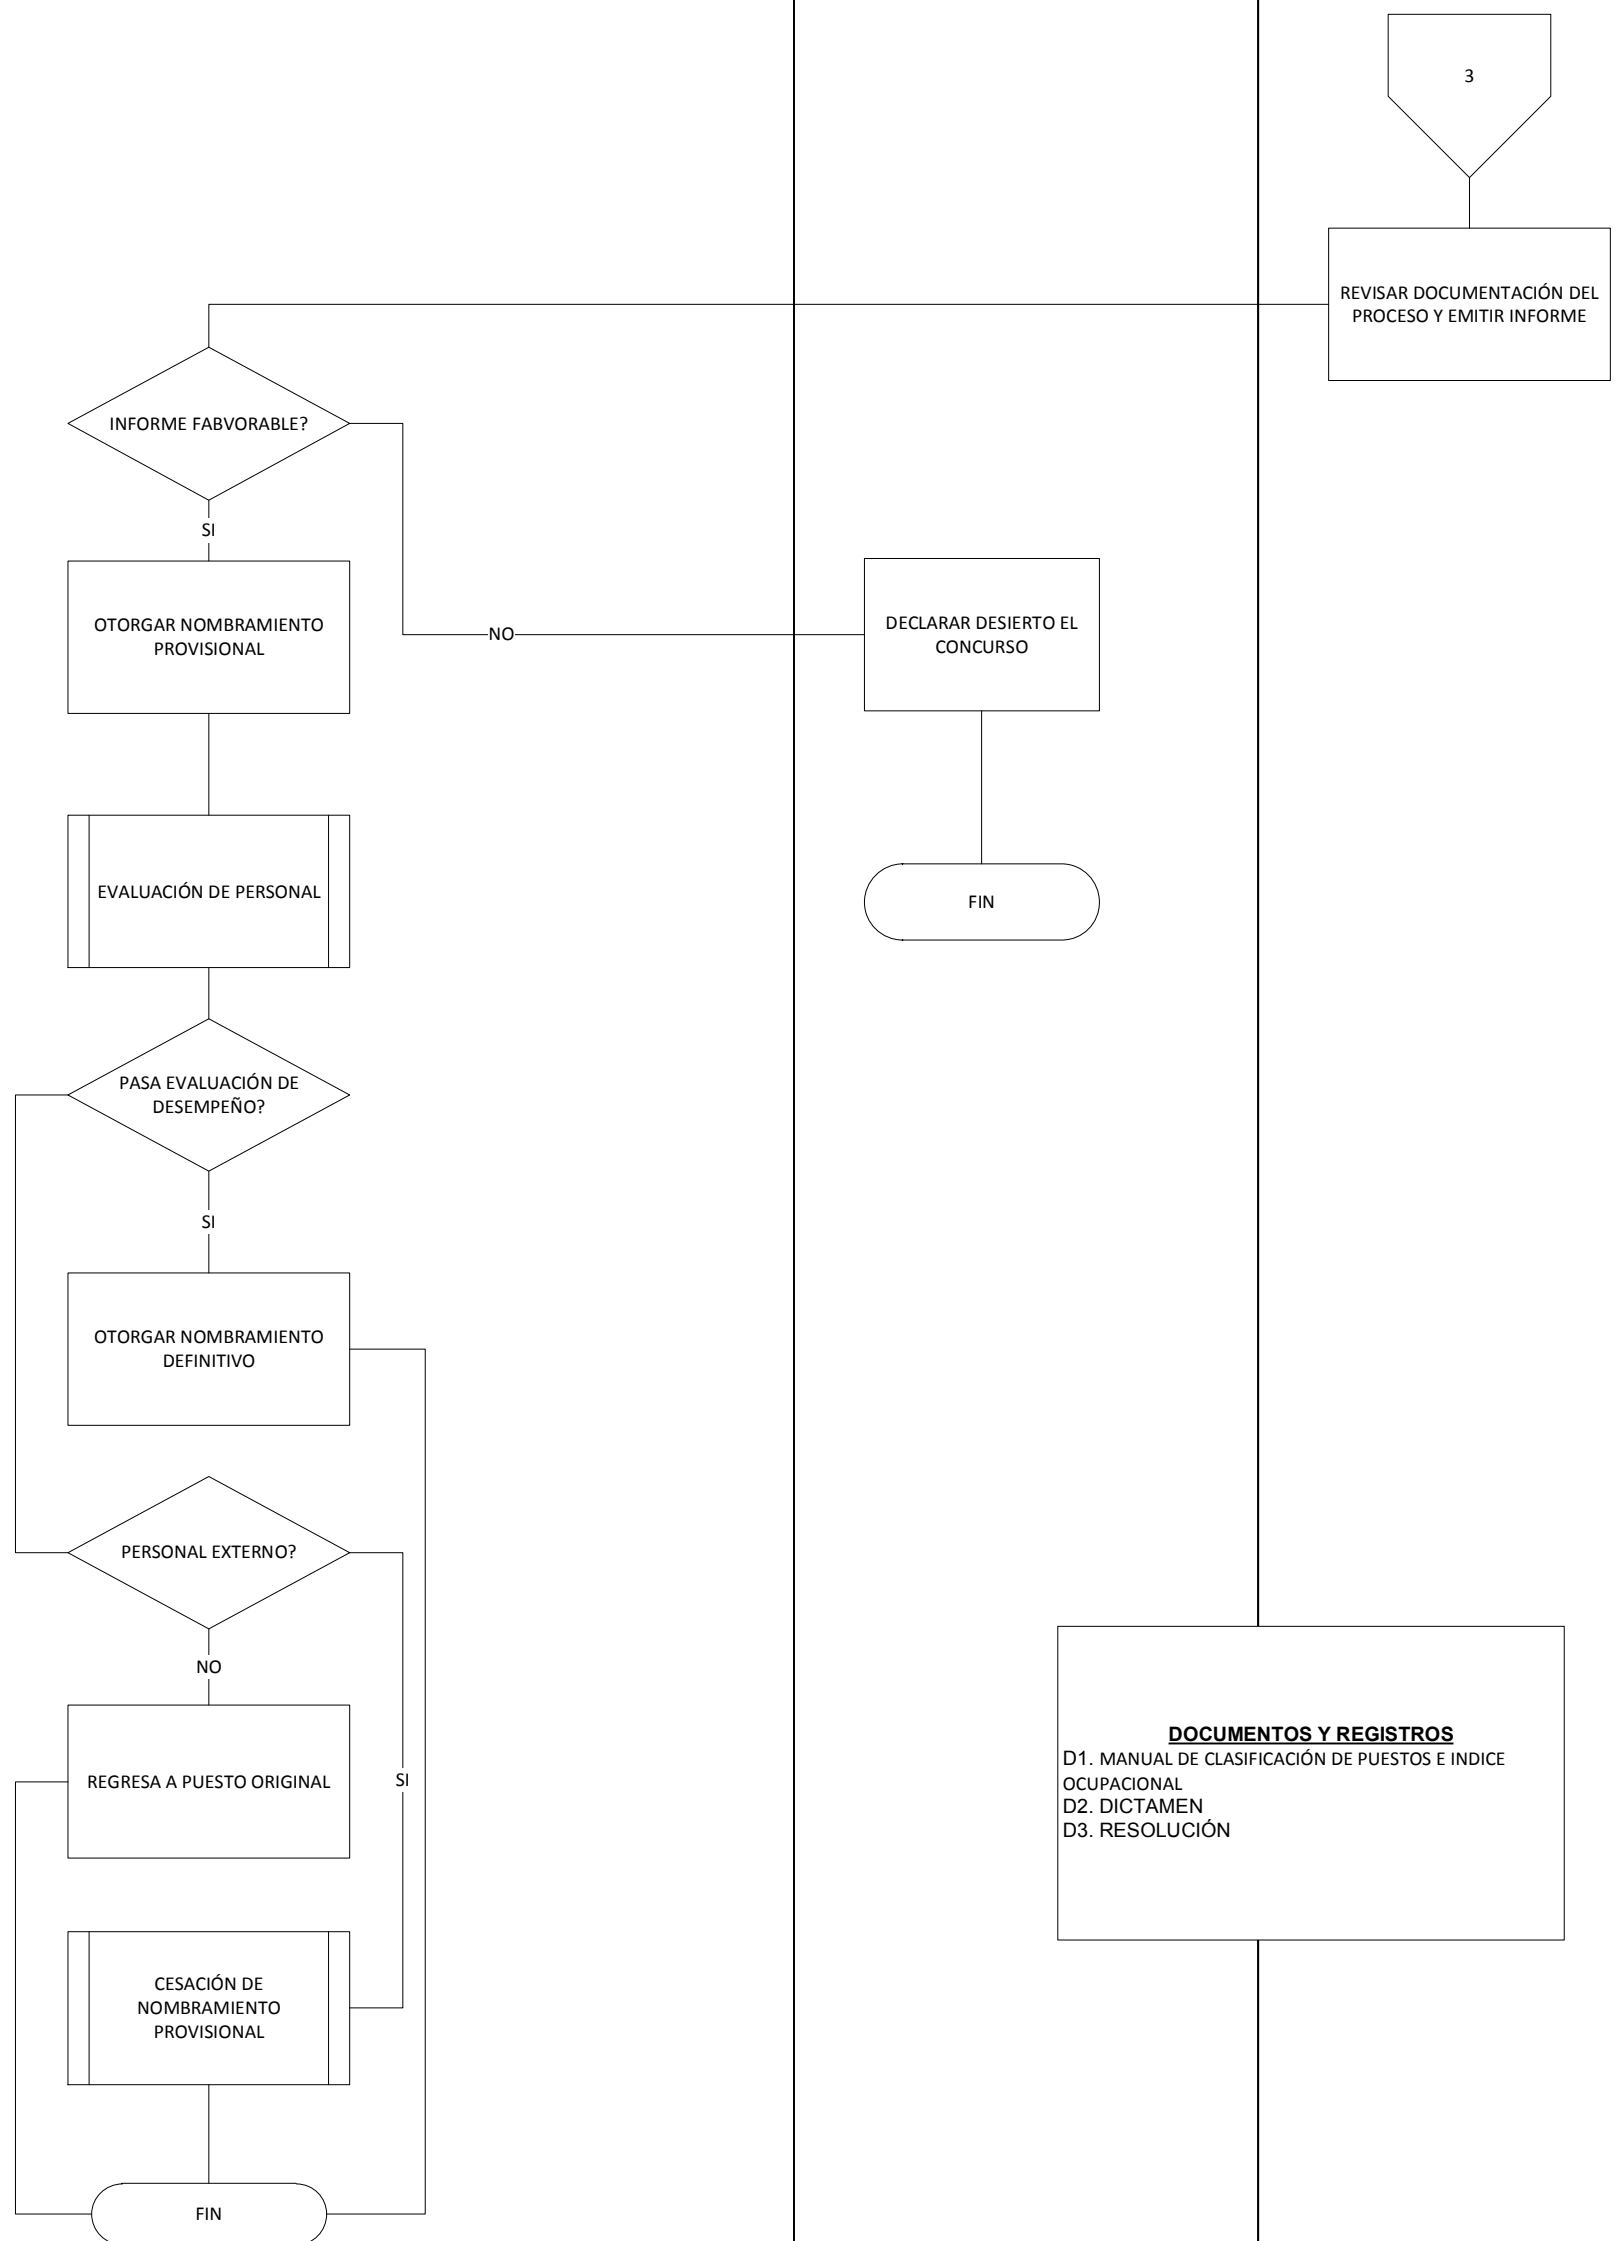 3
REVISAR DOCUMENTACIÓN DEL
PROCESO Y EMITIR INFORME
INFORME FABVORABLE?
SI
OTORGAR NOMBRAMIENTO
PROVISIONAL
NO
DECLARAR DESIERTO EL
CONCURSO
EVALUACIÓN DE PERSONAL
FIN
PASA EVALUACIÓN DE
DESEMPEÑO?
SI
OTORGAR NOMBRAMIENTO
DEFINITIVO
PERSONAL EXTERNO?
NO
REGRESA A PUESTO ORIGINAL
SI
DOCUMENTOS Y REGISTROS
D1. MANUAL DE CLASIFICACIÓN DE PUESTOS E INDICE
OCUPACIONAL
D2. DICTAMEN
D3. RESOLUCIÓN
CESACIÓN DE
NOMBRAMIENTO
PROVISIONAL
FIN